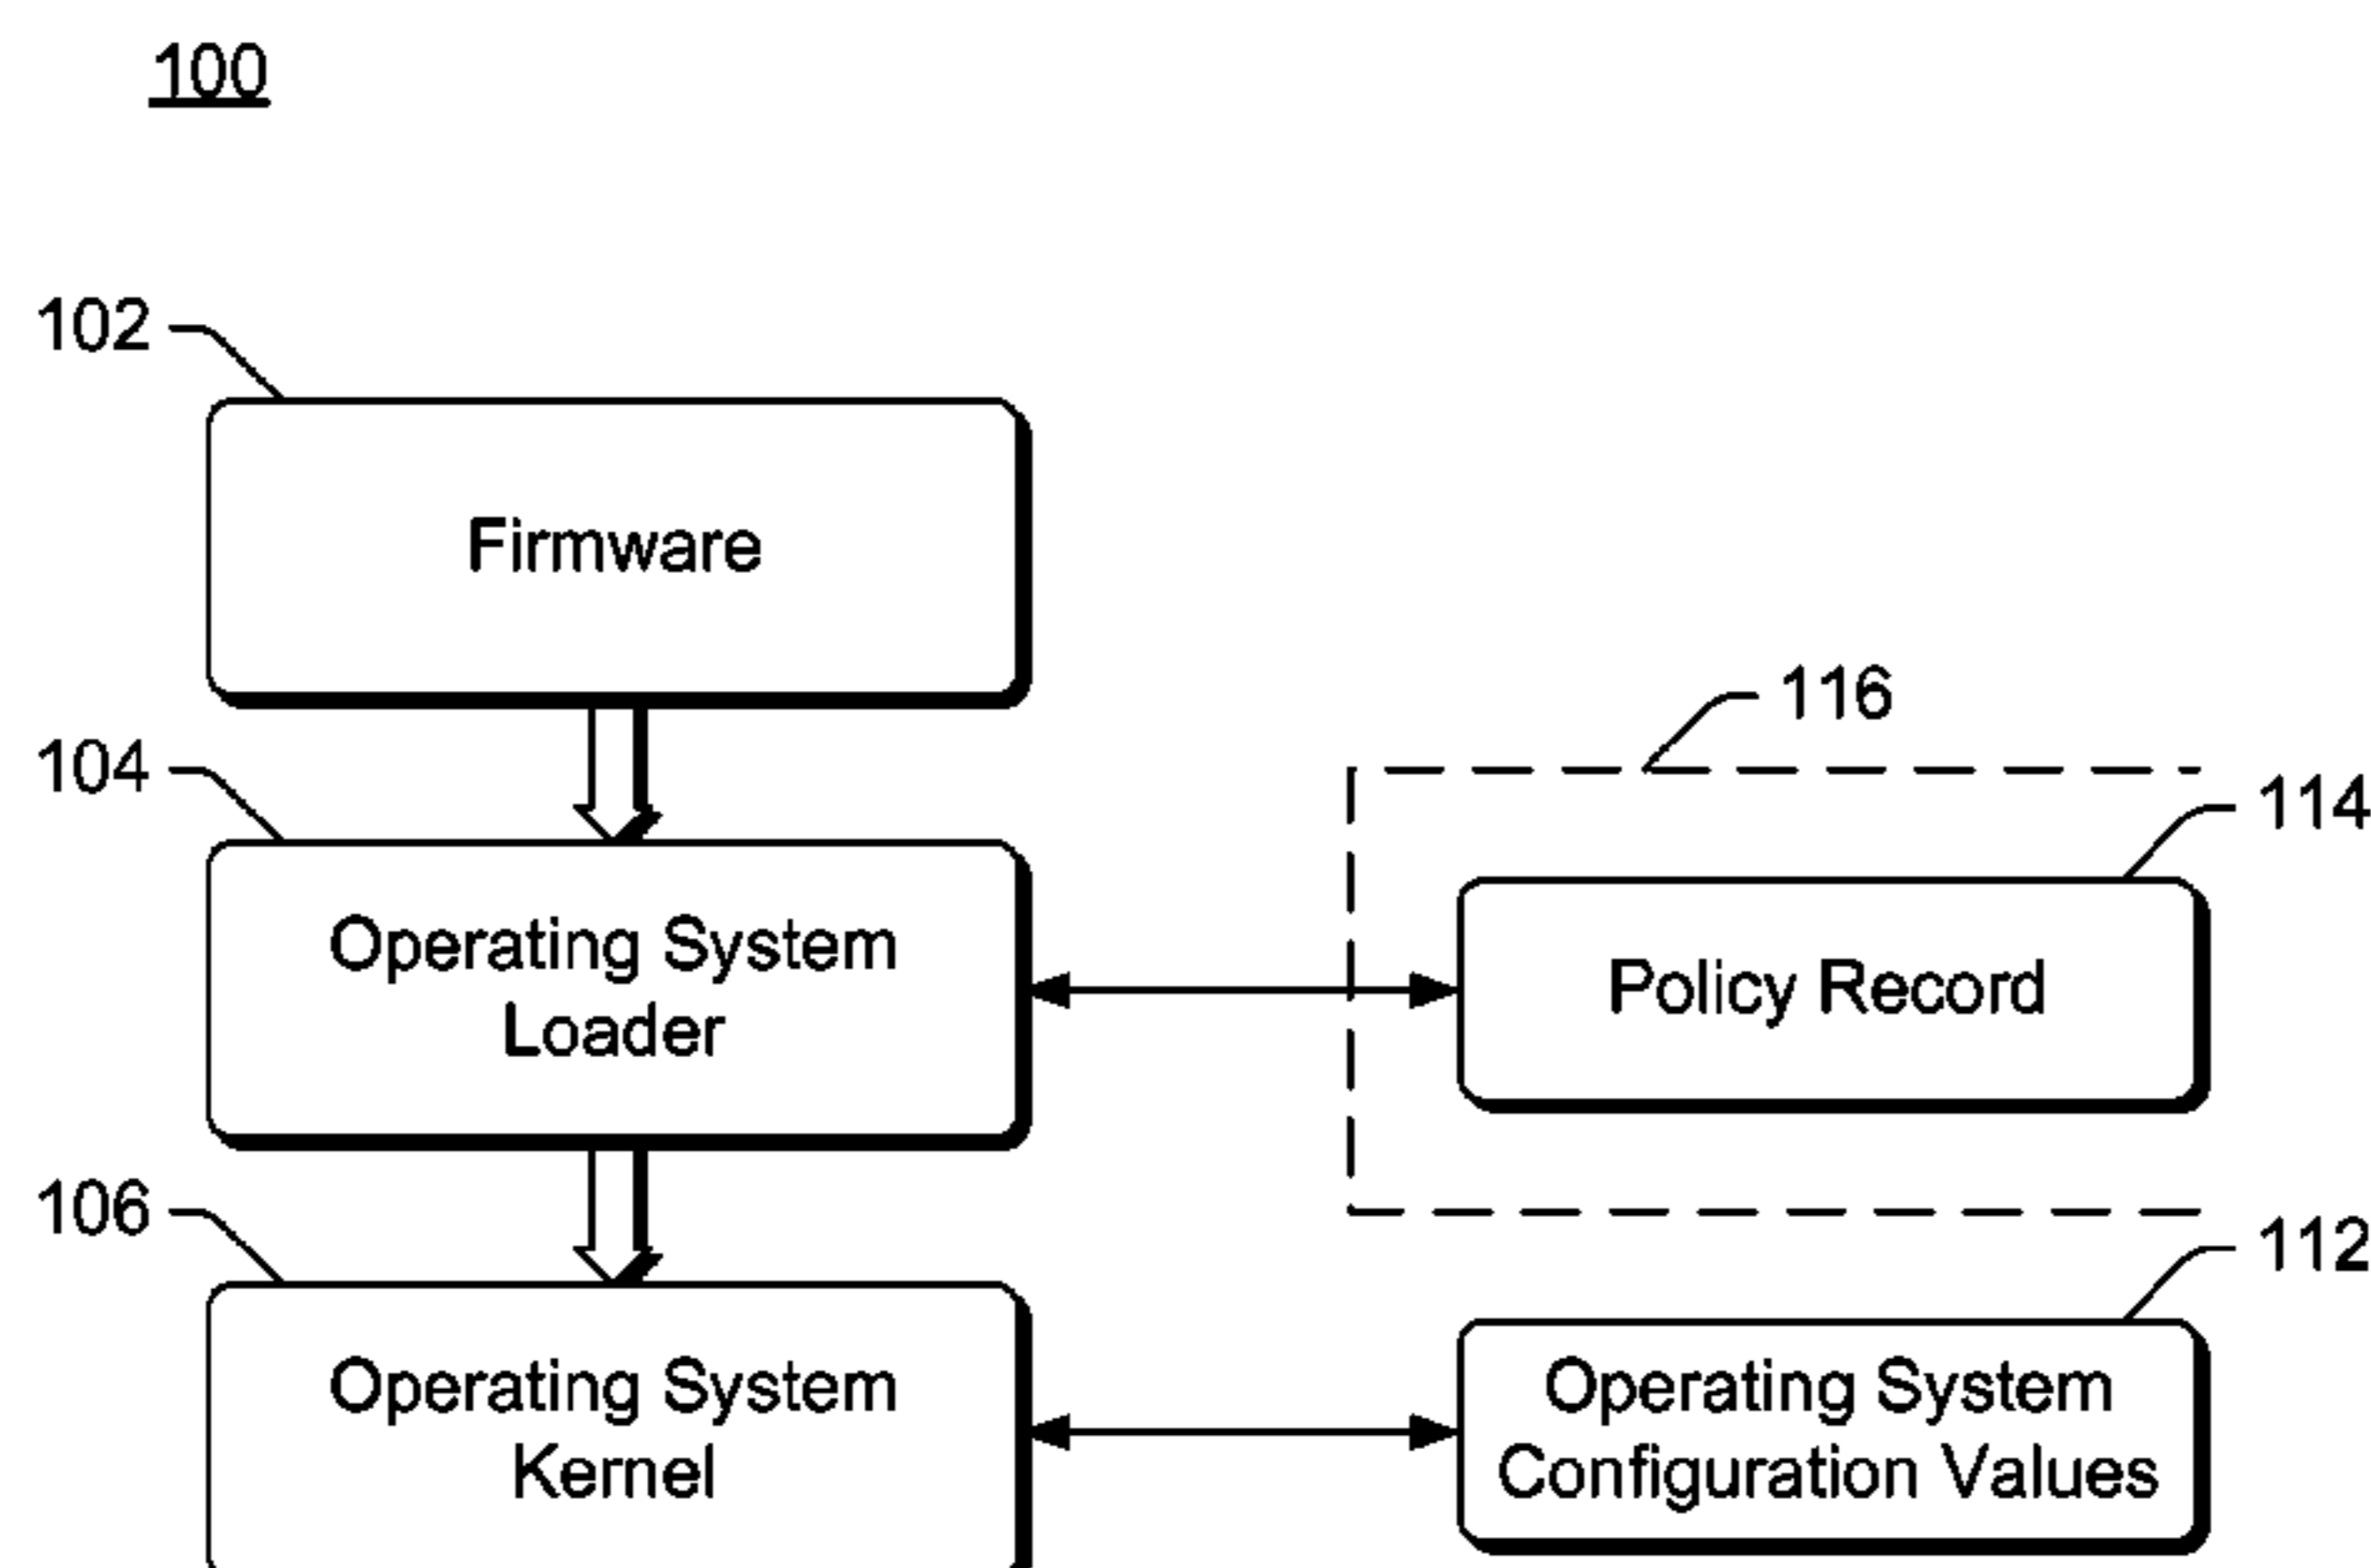 100
102
Firmware
116
104
114
Operating System
Loader
Policy Record
106
112
Operating System
Kernel
Operating System
Configuration Values